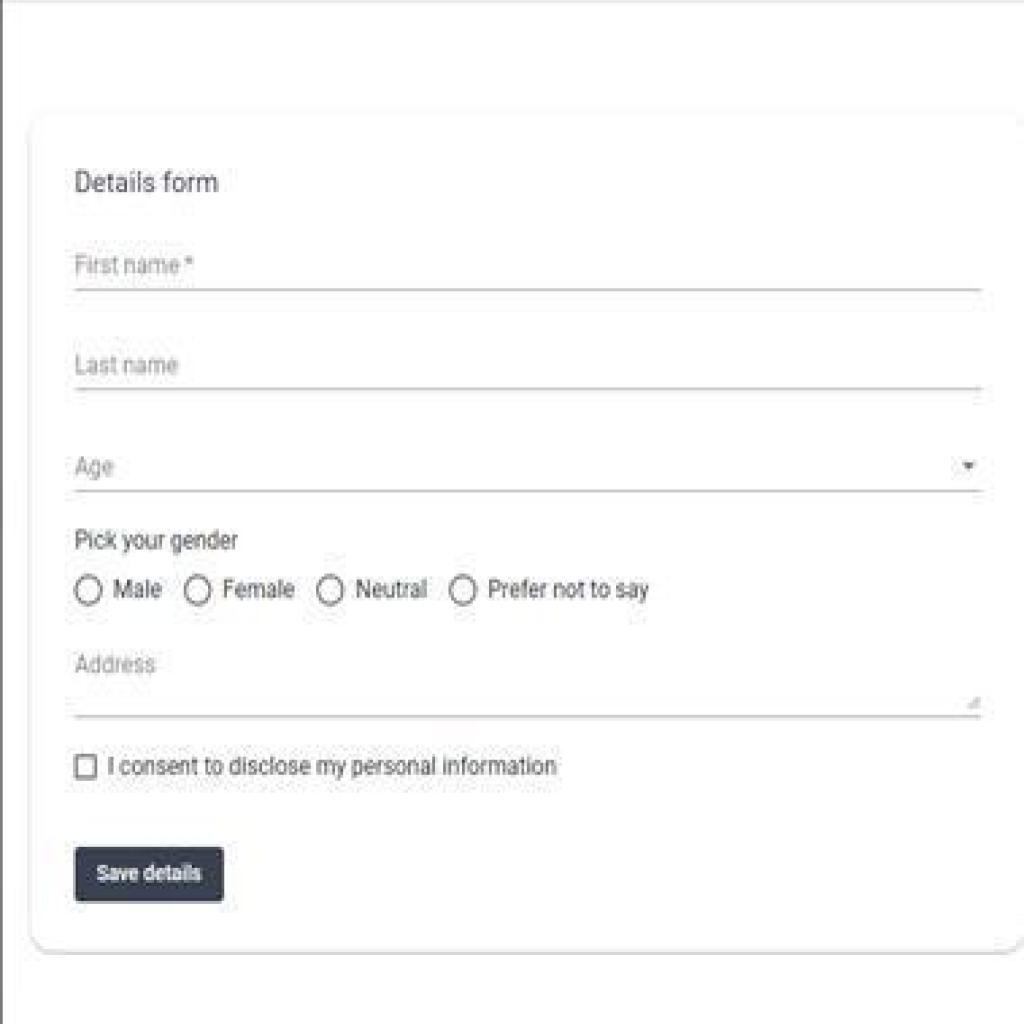 Details form
First name *
Last name
Age
Pick your gender
Male Female Neutral Prefer not to say
Address
I consent to disclose my personal information
Save details